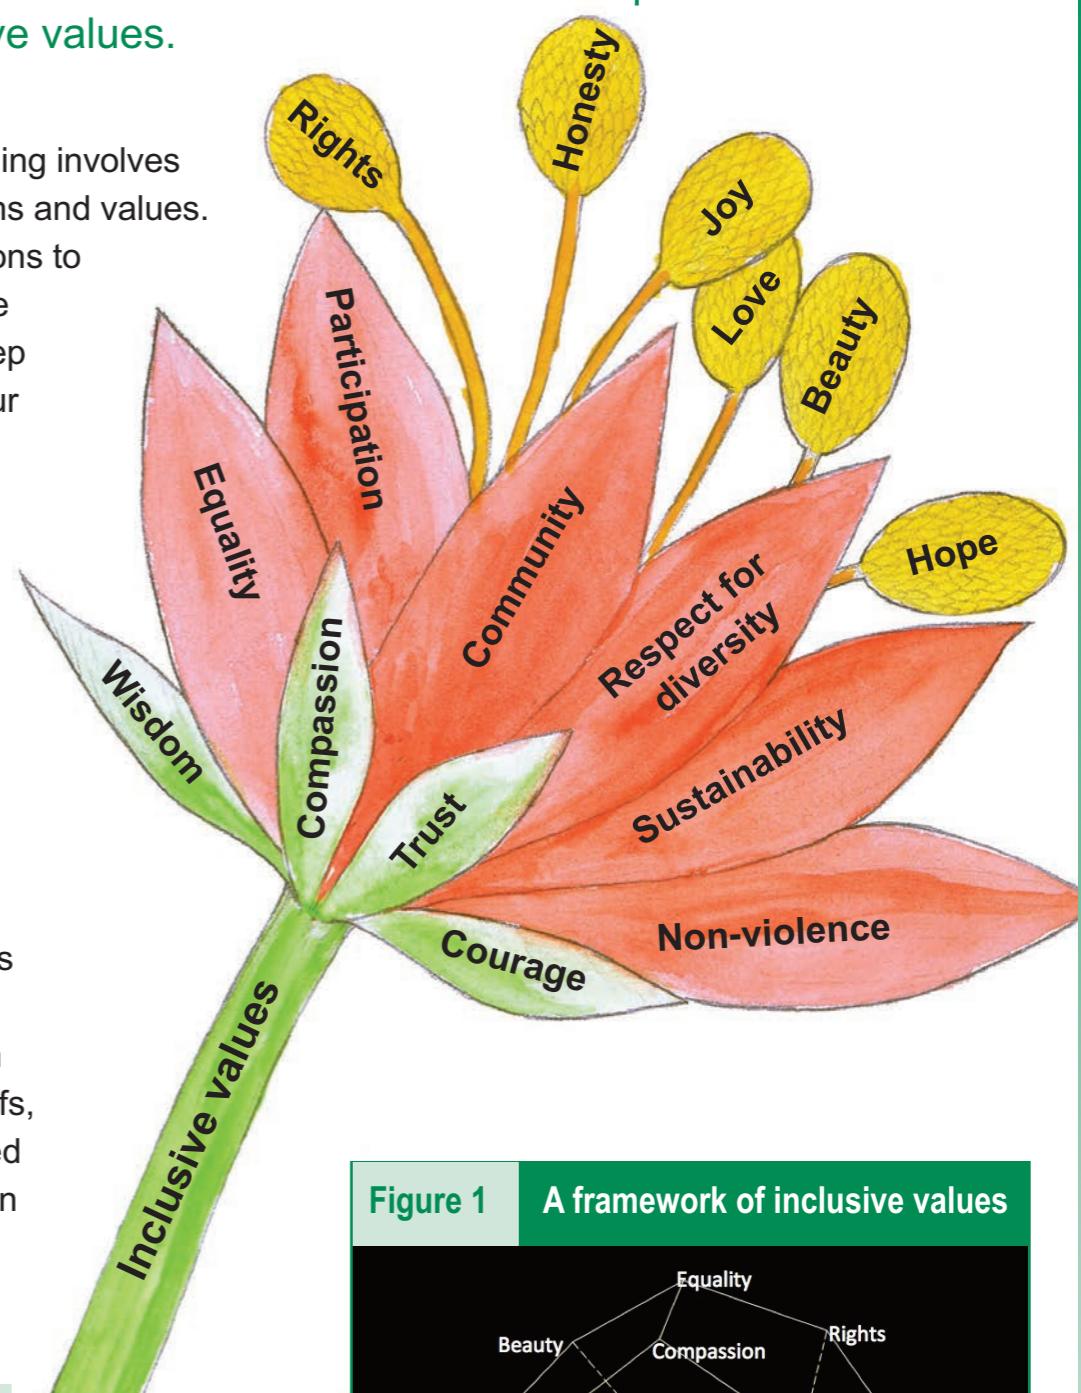 ve values.
ing involves
ns and values.
ons to
e
ep
ur
s
fs,
ed
n
Rights
Honesty
Joy
Love
Beauty
Hope
Participation
Equality
Community
Respect for
diversity
Sustainability
Non-violence
Wisdom
Compassion
Trust
Courage
Inclusive values
Figure 1
A framework of inclusive values
Equality
Beauty
Rights
Compassion